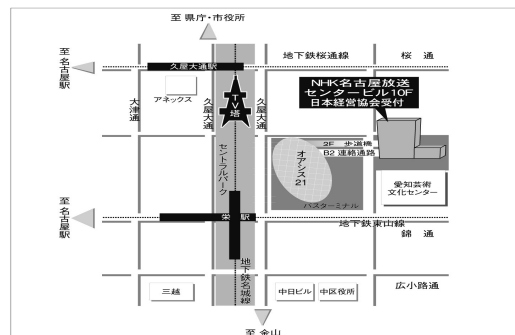 至 県庁・市役所
至 名古屋駅
久屋大通駅
地下鉄桜通線
桜 通
アネックス
大津通
久屋大通
TV塔
久屋大通
NHK名古屋放送
センタービル10F
日本経営協会受付
2F 歩道橋
B2 連絡通路
オアシス21
セントラルパーク
愛知芸術
文化センター
バスターミナル
至 名古屋駅
栄駅
地下鉄東山線
錦 通
地下鉄名城線
三越
中日ビル
中区役所
広小路通
至 金山